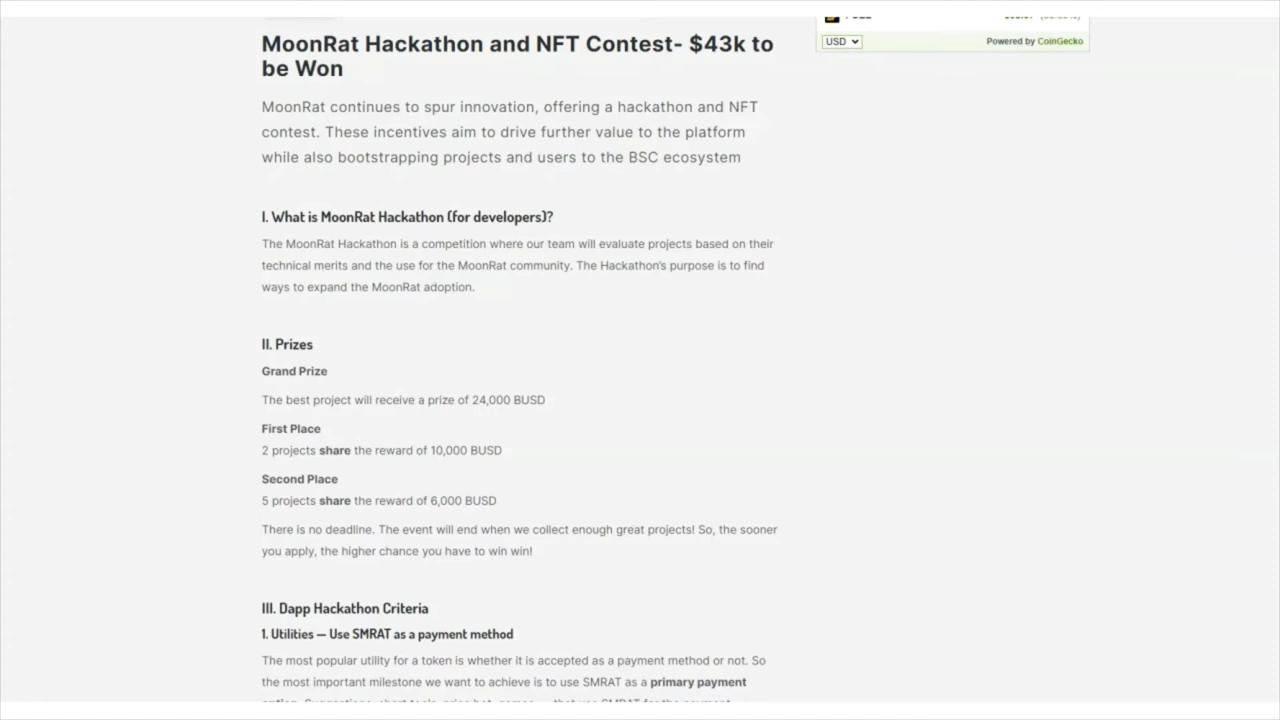 MoonRat Hackathon and NFT Contest- $43k to
be Won
MoonRat continues to spur innovation, offering a hackathon and NFT
contest. These incentives aim to drive further value to the platform
while also bootstrapping projects and users to the BSC ecosystem
I. What is MoonRat Hackathon (for developers)?
The MoonRat Hackathon is a competition where our team will evaluate projects based on their
technical merits and the use for the MoonRat community. The Hackathon's purpose is to find
ways to expand the MoonRat adoption.
II. Prizes
Grand Prize
The best project will receive a prize of 24,000 BUSD
First Place
2 projects share the reward of 10,000 BUSD
Second Place
5 projects share the reward of 6,000 BUSD
There is no deadline. The event will end when we collect enough great projects! So, the sooner
you apply, the higher chance you have to win win!
III. Dapp Hackathon Criteria
1. Utilities — Use SMRAT as a payment method
The most popular utility for a token is whether it is accepted as a payment method or not. So
the most important milestone we want to achieve is to use SMRAT as a primary payment
USD
Powered by CoinGecko